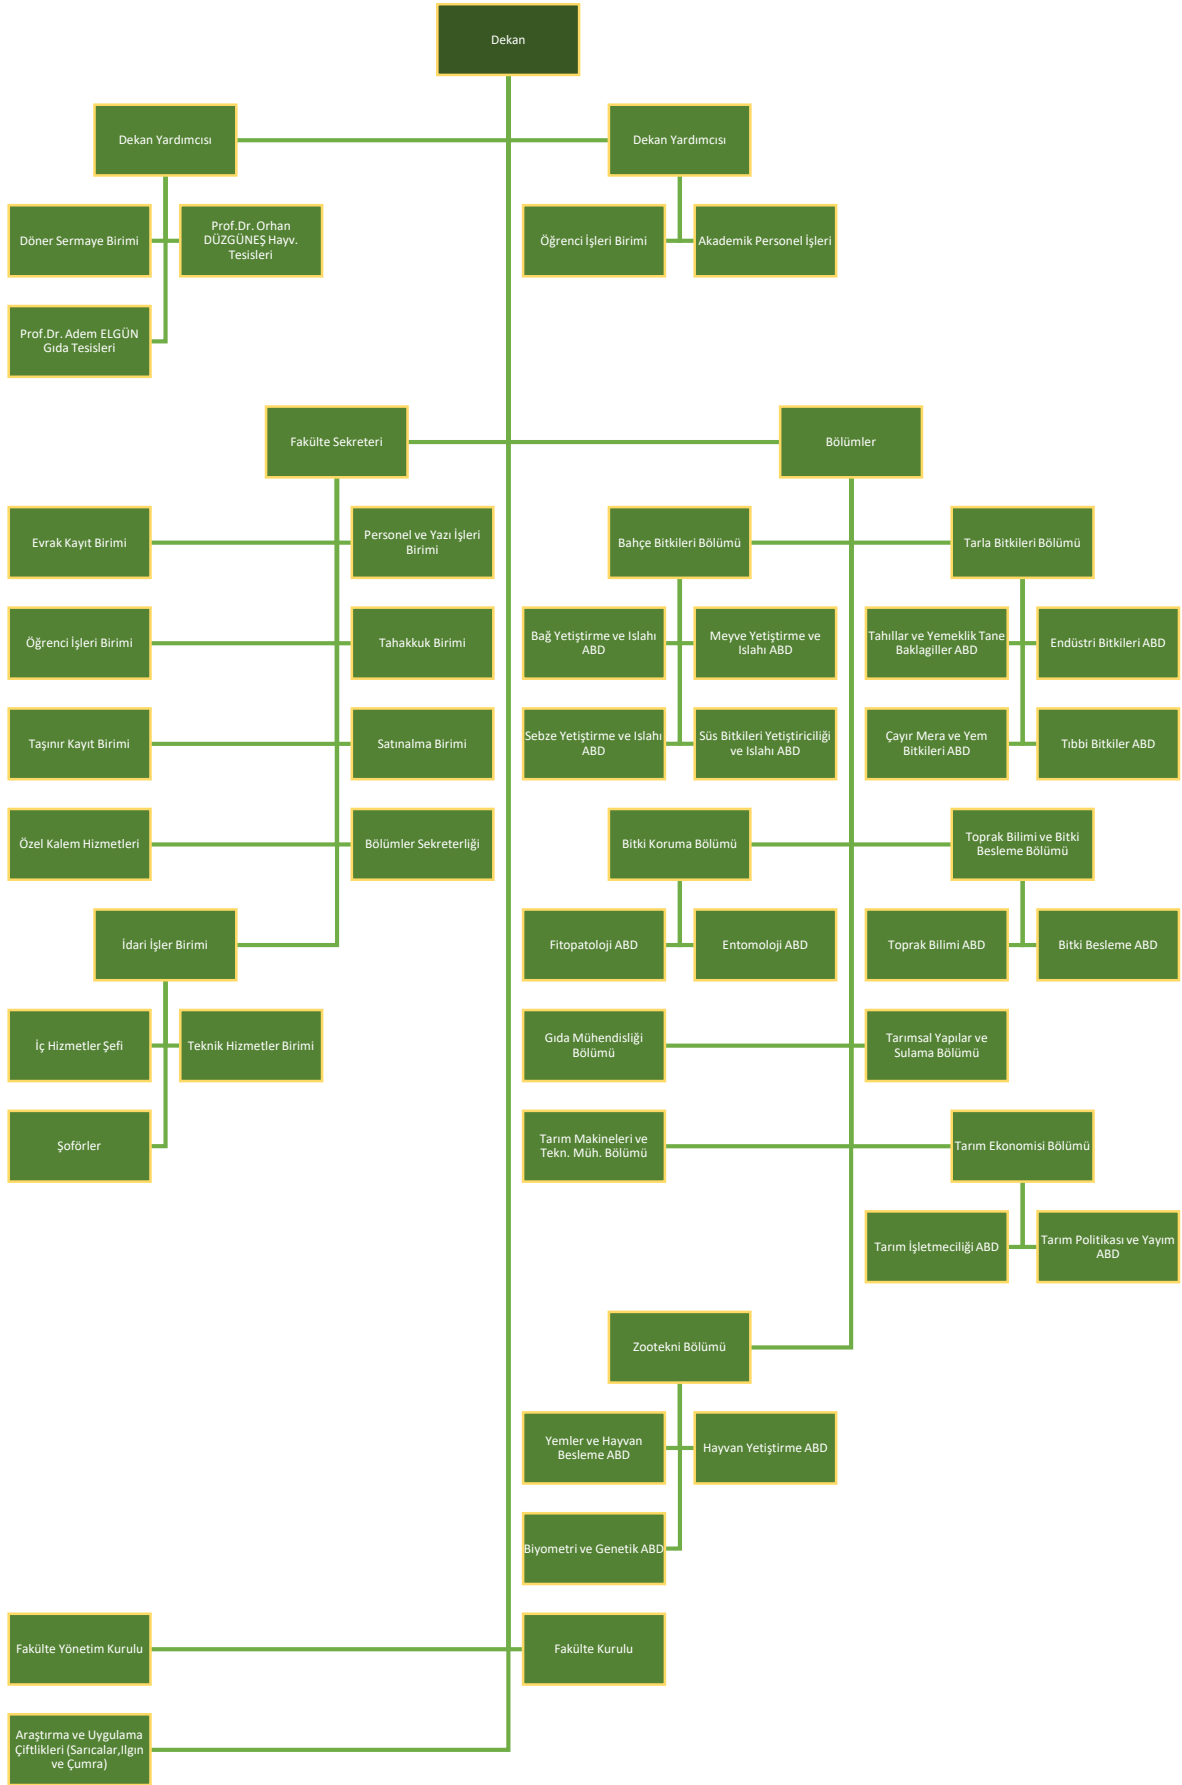 Dekan
Dekan Yardımcısı
Dekan Yardımcısı
Döner Sermaye Birimi
Prof.Dr. Orhan
DÜZGÜNEŞ Hayv.
Tesisleri
Öğrenci İşleri Birimi
Akademik Personel İşleri
Prof.Dr. Adem ELGÜN
Gıda Tesisleri
Fakülte Sekreteri
Bölümler
Evrak Kayıt Birimi
Personel ve Yazı İşleri
Birimi
Bahçe Bitkileri Bölümü
Tarla Bitkileri Bölümü
Öğrenci İşleri Birimi
Tahakkuk Birimi
Bağ Yetiştirme ve Islahı
ABD
Meyve Yetiştirme ve
Islahı ABD
Tahıllar ve Yemeklik Tane
Baklagiller ABD
Endüstri Bitkileri ABD
Taşınır Kayıt Birimi
Satınalma Birimi
Sebze Yetiştirme ve Islahı
ABD
Süs Bitkileri Yetiştiriciliği
ve Islahı ABD
Çayır Mera ve Yem
Bitkileri ABD
Tıbbi Bitkiler ABD
Özel Kalem Hizmetleri
Bölümler Sekreterliği
Bitki Koruma Bölümü
Toprak Bilimi ve Bitki
Besleme Bölümü
İdari İşler Birimi
Fitopatoloji ABD
Entomoloji ABD
Toprak Bilimi ABD
Bitki Besleme ABD
İç Hizmetler Şefi
Teknik Hizmetler Birimi
Gıda Mühendisliği
Bölümü
Tarımsal Yapılar ve
Sulama Bölümü
Şoförler
Tarım Makineleri ve
Tekn. Müh. Bölümü
Tarım Ekonomisi Bölümü
Tarım İşletmeciliği ABD
Tarım Politikası ve Yayım
ABD
Zootekni Bölümü
Yemler ve Hayvan
Besleme ABD
Hayvan Yetiştirme ABD
Biyometri ve Genetik ABD
Fakülte Yönetim Kurulu
Fakülte Kurulu
Araştırma ve Uygulama
Çiftlikleri (Sarıcalar,Ilgın
ve Çumra)